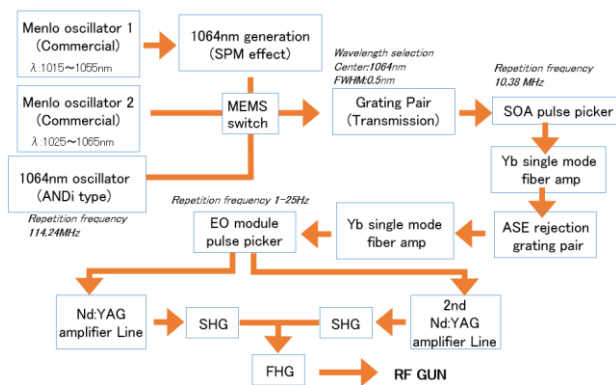 Menlo oscillator 1
(Commercial)
λ:1015～1055nm
1064nm generation
(SPM effect)
Wavelength selection
Center:1064nm
FWHM:0.5nm
Repetition frequency
10.38 MHz
Menlo oscillator 2
(Commercial)
λ:1025～1065nm
MEMS
switch
Grating Pair
(Transmission)
SOA pulse picker
1064nm oscillator
(ANDi type)
Repetition frequency
114.24MHz
Yb single mode
fiber amp
Repetition frequency 1-25Hz
EO module
pulse picker
Yb single mode
fiber amp
ASE rejection
grating pair
Nd:YAG
amplifier Line
SHG
SHG
2nd
Nd:YAG
amplifier Line
FHG
RF GUN